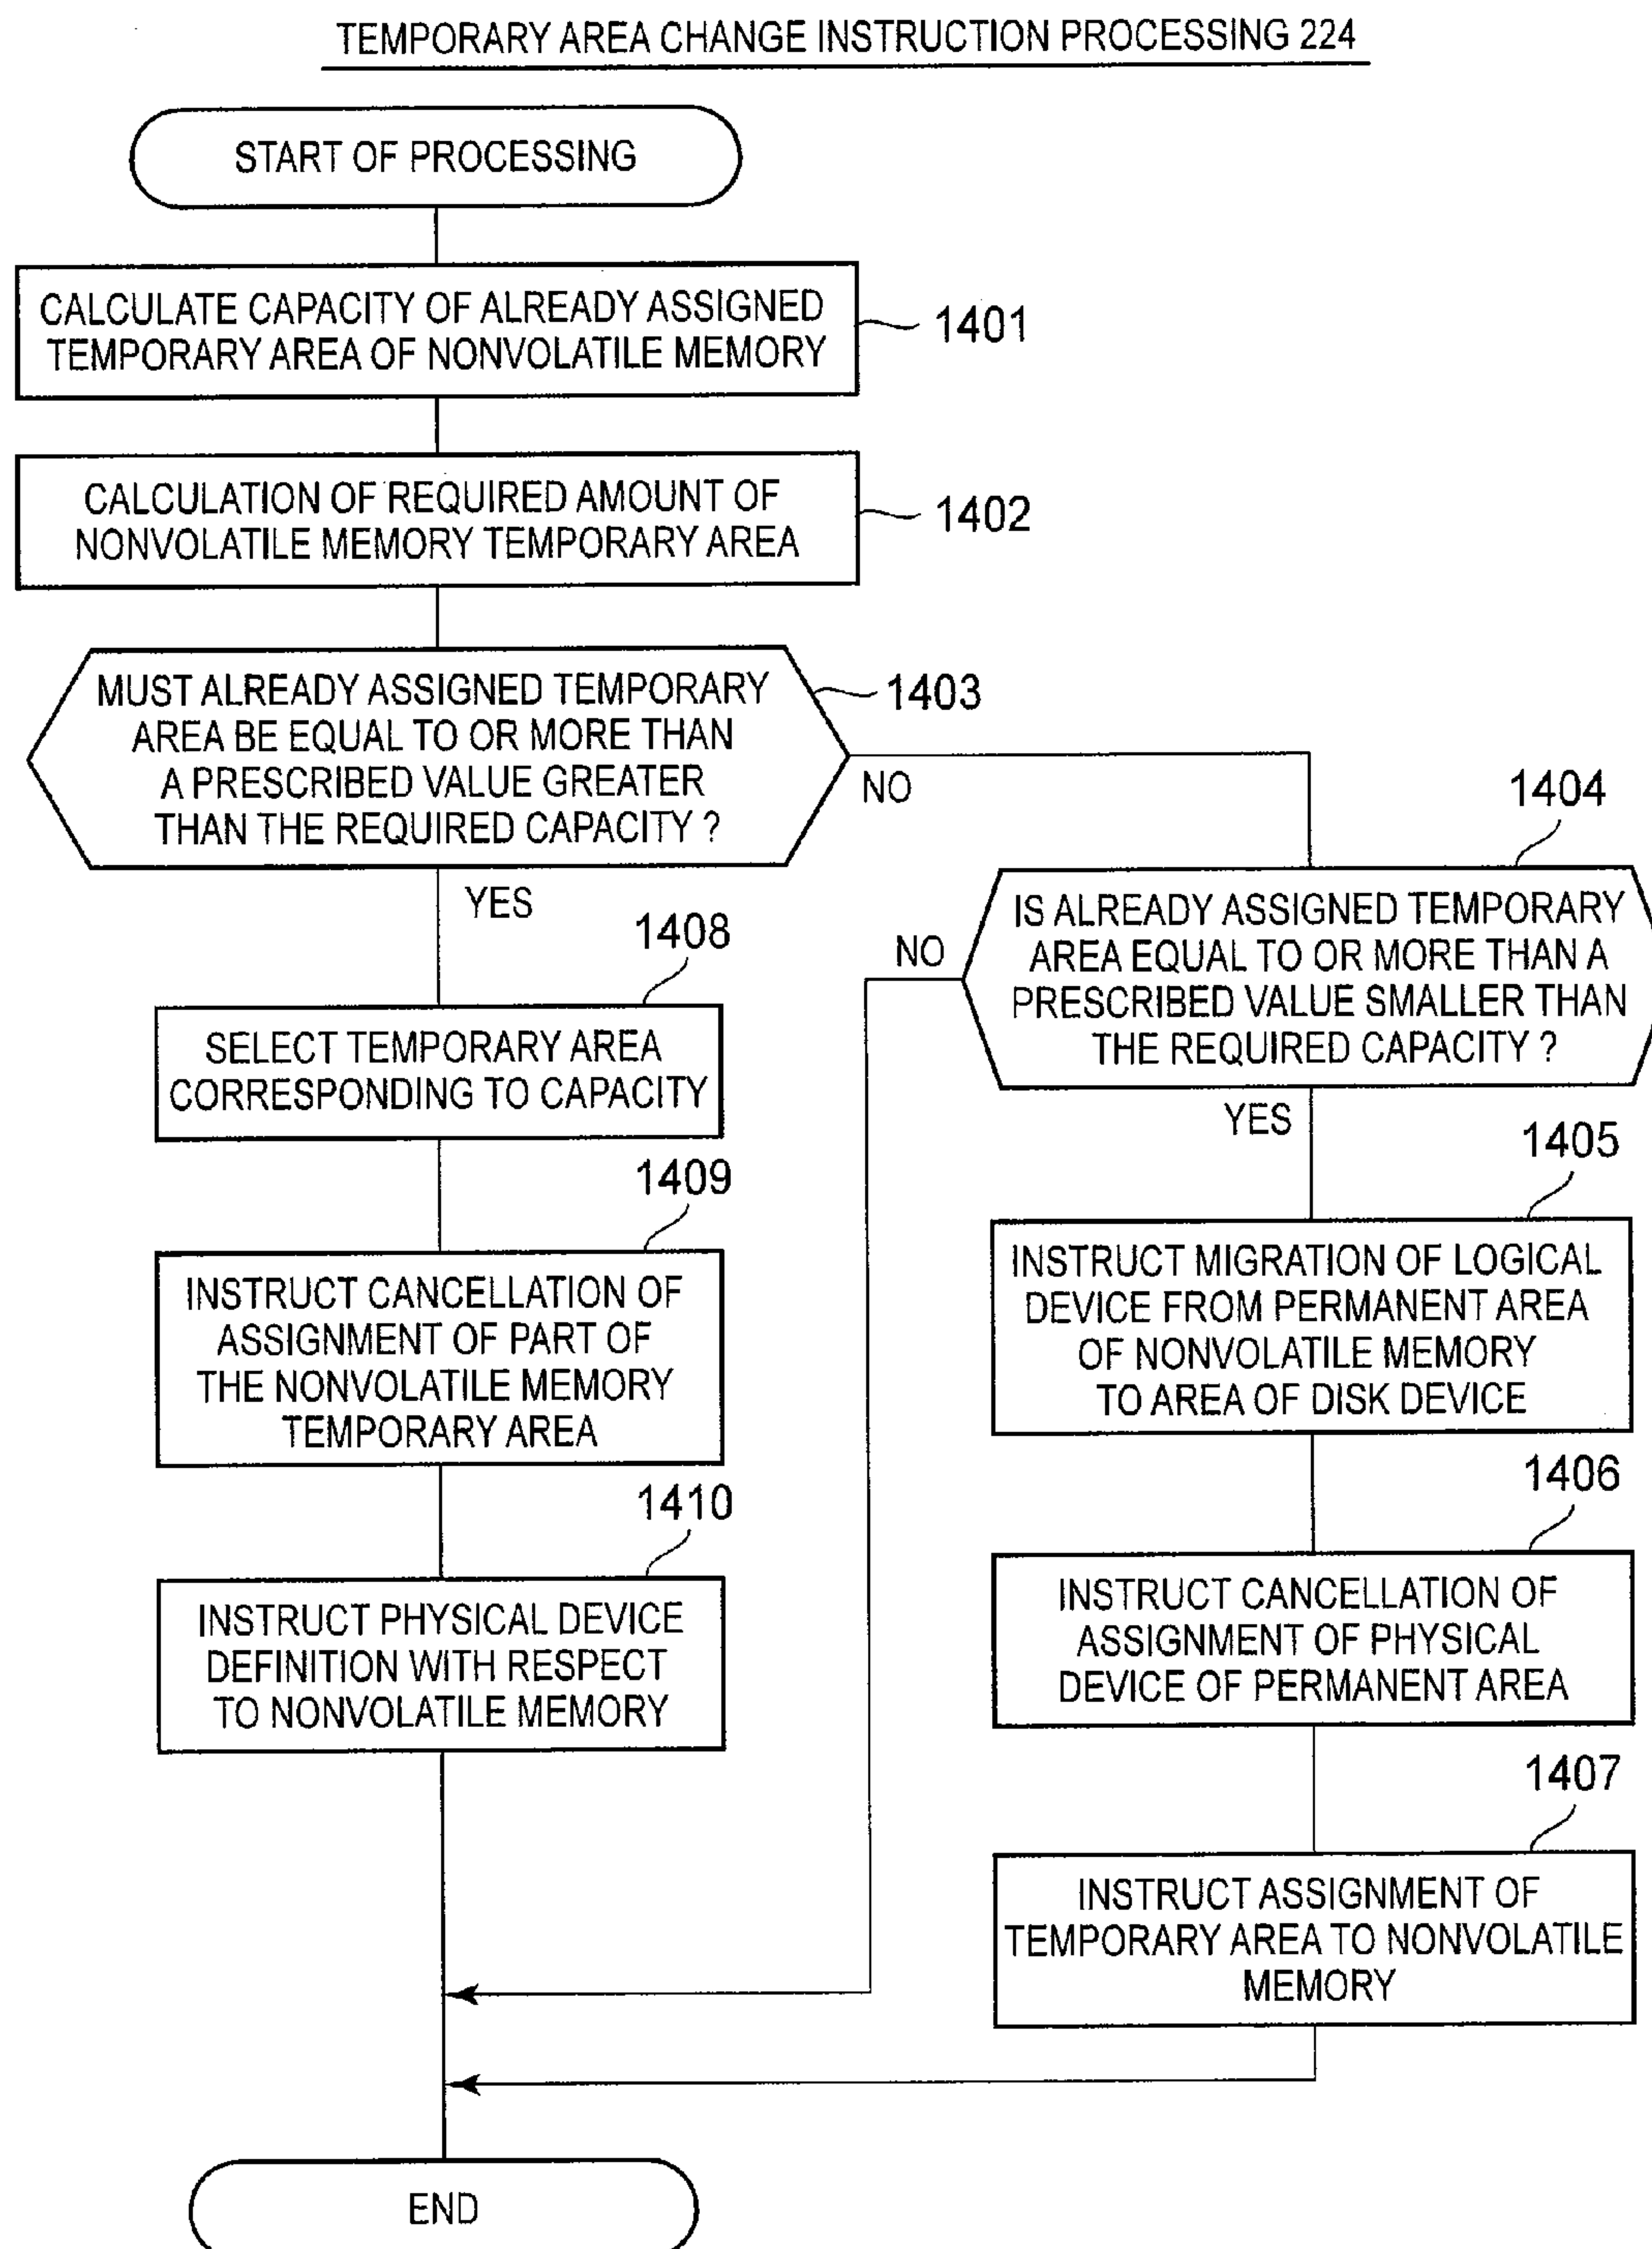 TEMPORARY AREA CHANGE INSTRUCTION PROCESSING 224
START OF PROCESSING
CALCULATE CAPACITY OF ALREADY ASSIGNED
TEMPORARY AREA OF NONVOLATILE MEMORY
1401
CALCULATION OF REQUIRED AMOUNT OF
NONVOLATILE MEMORY TEMPORARY AREA
1402
MUST ALREADY ASSIGNED TEMPORARY
AREA BE EQUAL TO OR MORE THAN
A PRESCRIBED VALUE GREATER
THAN THE REQUIRED CAPACITY ?
1403
NO
YES
1404
IS ALREADY ASSIGNED TEMPORARY
AREA EQUAL TO OR MORE THAN A
PRESCRIBED VALUE SMALLER THAN
THE REQUIRED CAPACITY ?
NO
YES
1408
SELECT TEMPORARY AREA
CORRESPONDING TO CAPACITY
1409
INSTRUCT CANCELLATION OF
ASSIGNMENT OF PART OF
THE NONVOLATILE MEMORY
TEMPORARY AREA
1410
INSTRUCT PHYSICAL DEVICE
DEFINITION WITH RESPECT
TO NONVOLATILE MEMORY
1405
INSTRUCT MIGRATION OF LOGICAL
DEVICE FROM PERMANENT AREA
OF NONVOLATILE MEMORY
TO AREA OF DISK DEVICE
1406
INSTRUCT CANCELLATION OF
ASSIGNMENT OF PHYSICAL
DEVICE OF PERMANENT AREA
1407
INSTRUCT ASSIGNMENT OF
TEMPORARY AREA TO NONVOLATILE
MEMORY
END